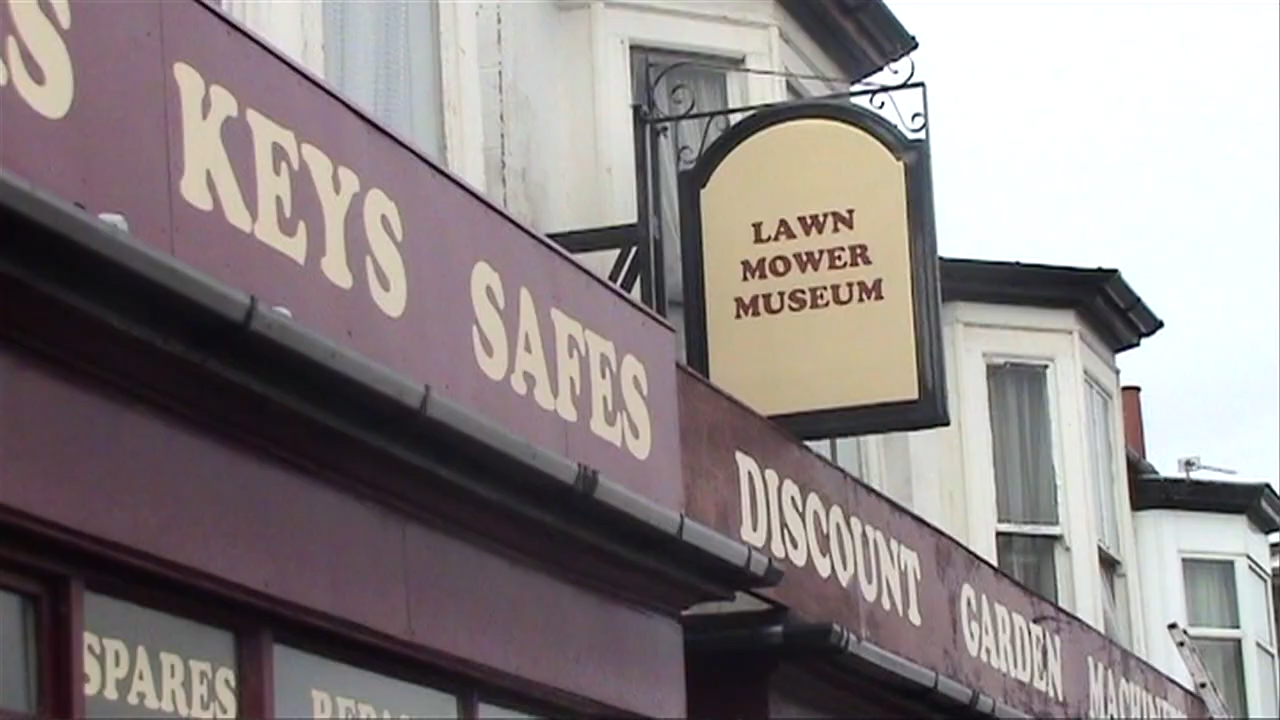 KEYS SAFES
LAWN
MOWER
MUSEUM
DISCOUNT GARDEN
SPARES